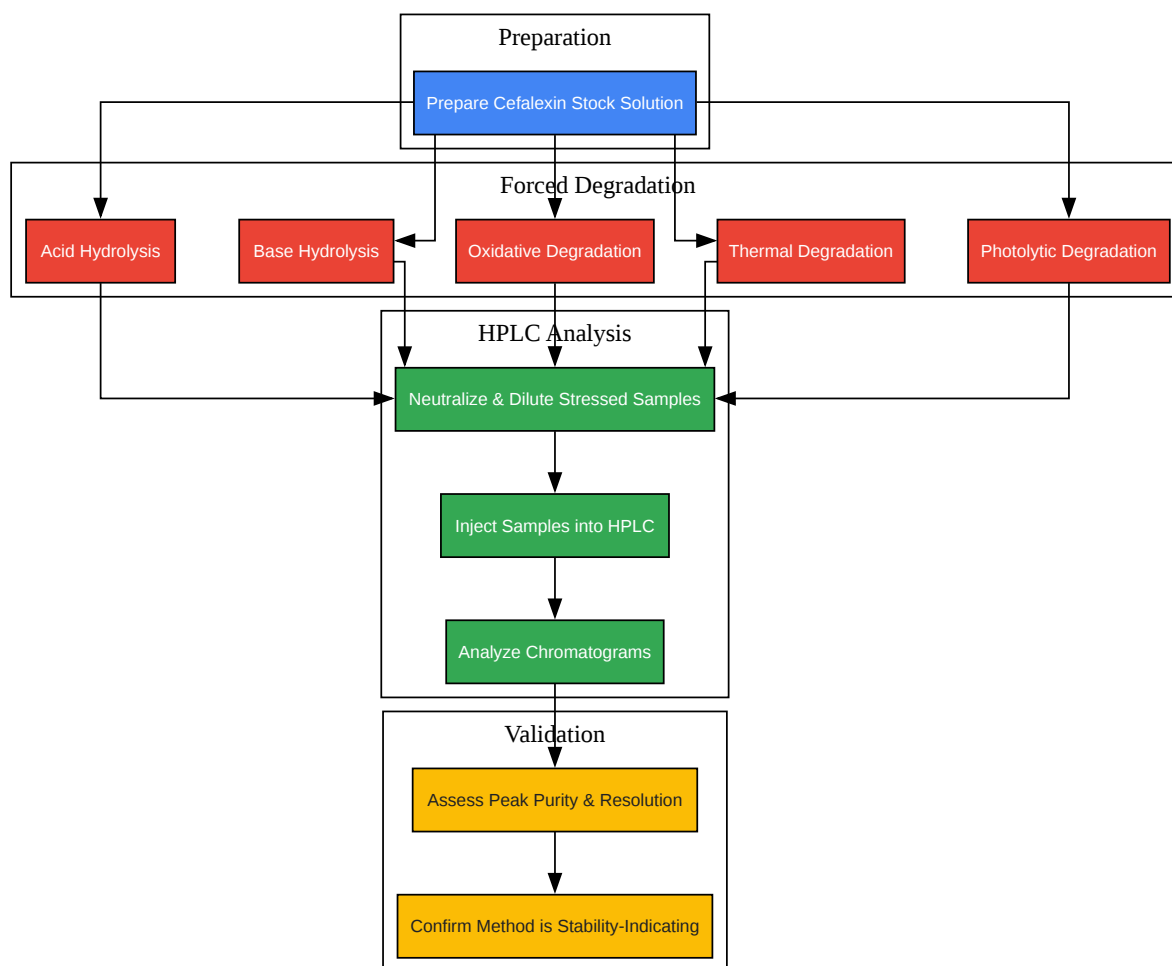 Preparation
Prepare Cefalexin Stock Solution
Forced Degradation
Acid Hydrolysis
Base Hydrolysis
Oxidative Degradation
Thermal Degradation
Photolytic Degradation
HPLC Analysis
Neutralize & Dilute Stressed Samples
Inject Samples into HPLC
Analyze Chromatograms
Validation
Assess Peak Purity & Resolution
Confirm Method is Stability-Indicating